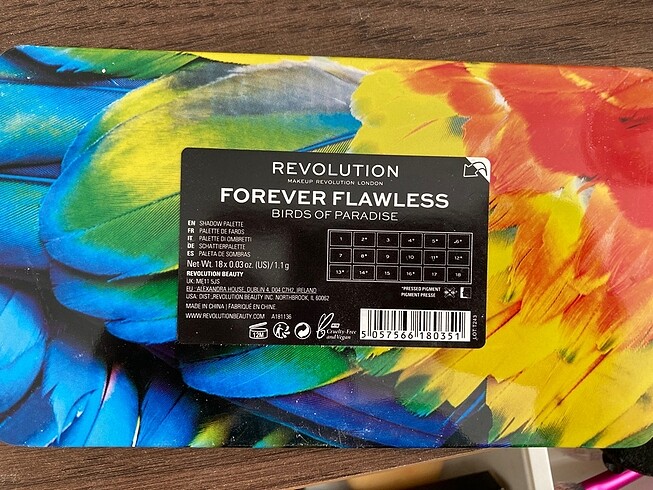 REVOLUTION
MAKEUP REVOLUTION LONDON
FOREVER FLAWLESS
BIRDS OF PARADISE
EN SHADOW PALETTE
FR PALETTE DE FARDS
IT PALETTE DI OMBRETTI
DE SCHATTIERPALETTE
ES PALETA DE SOMBRAS
Net Wt. 18 x 0.03 oz. (US) / 1.1 g
REVOLUTION BEAUTY
UK: ME11 5JS
EU: ALEXANDRA HOUSE, DUBLIN 4, D04 C7H2, IRELAND
USA: DIST.; REVOLUTION BEAUTY INC. NORTHBROOK, IL 60062
MADE IN CHINA | FABRIQUÉ EN CHINE
WWW.REVOLUTIONBEAUTY.COM A181136
1 2* 3 4* 5* 6*
7 8* 9 10 11* 12*
13* 14* 15 16* 17 18
*PRESSED PIGMENT
PIGMENT PRESSÉ
12M
Cruelty-Free
and Vegan
5 057566 180351
LOT T233